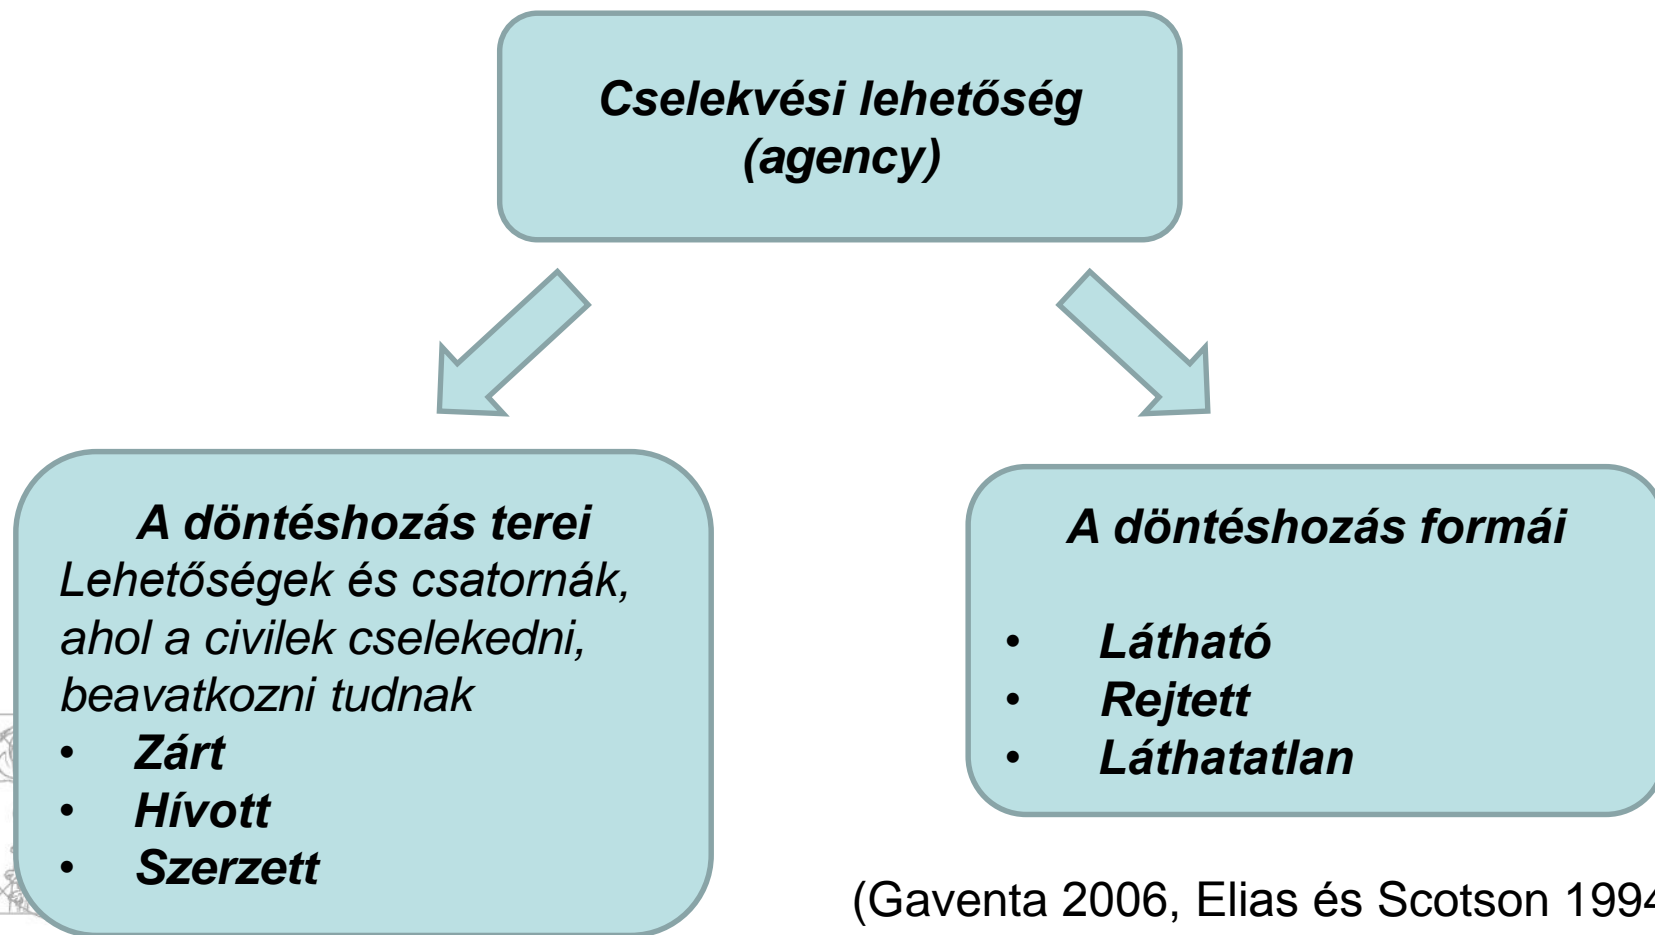 Cselekvési lehetőség
(agency)
A döntéshozás terei
Lehetőségek és csatornák,
ahol a civilek cselekedni,
beavatkozni tudnak
• Zárt
• Hívott
• Szerzett
A döntéshozás formái
• Látható
• Rejtett
• Láthatatlan
(Gaventa 2006, Elias és Scotson 1994